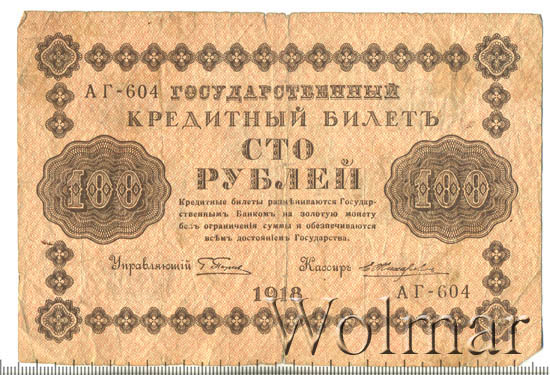 АГ-604 ГОСУДАРСТВЕННЫЙ
КРЕДИТНЫЙ БИЛЕТЪ
СТО
РУБЛЕЙ
100
100
Кредитные билеты размѣниваются Государ-
ственнымъ Банкомъ на золотую монету
безъ ограниченія суммы и обезпечиваются
всѣмъ достояніемъ Государства.
Управляющій
Кассиръ
1918
АГ-604
Wolmar